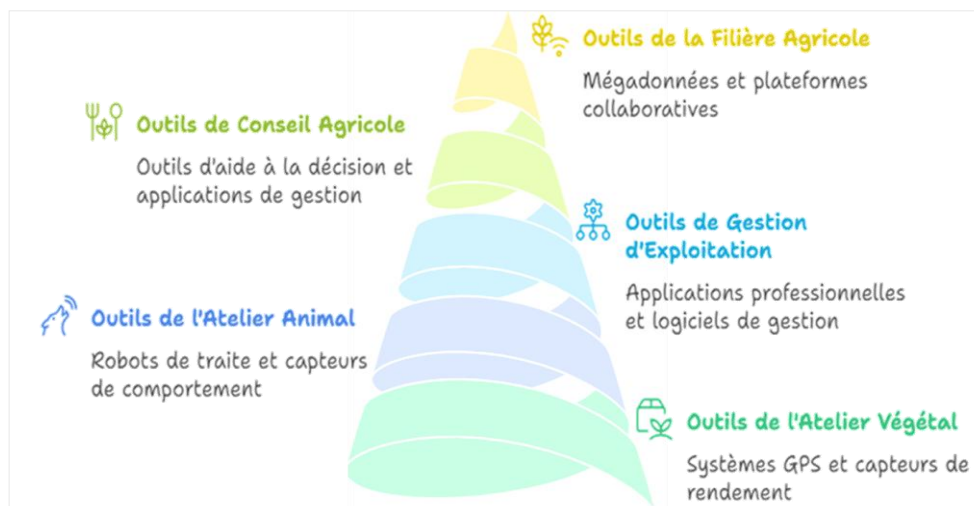 Outils de la Filière Agricole
Mégadonnées et plateformes
collaboratives
Outils de Conseil Agricole
Outils d'aide à la décision et
applications de gestion
Outils de Gestion
d'Exploitation
Applications professionnelles
et logiciels de gestion
Outils de l'Atelier Animal
Robots de traite et capteurs
de comportement
Outils de l'Atelier Végétal
Systèmes GPS et capteurs de
rendement